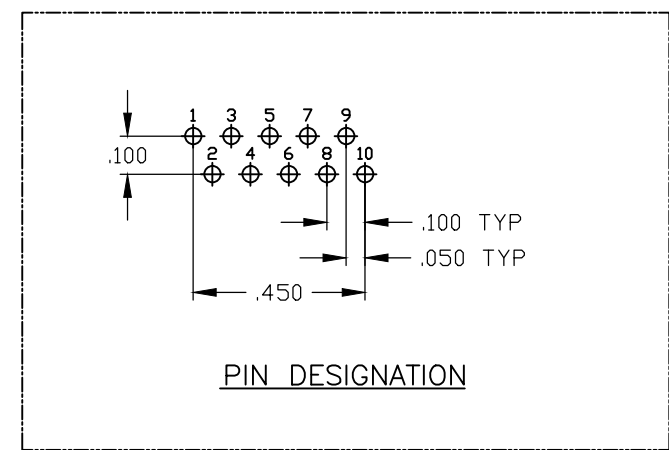 1 3 5 7 9
.100
2 4 6 8 10
.100 TYP
.050 TYP
.450
PIN DESIGNATION